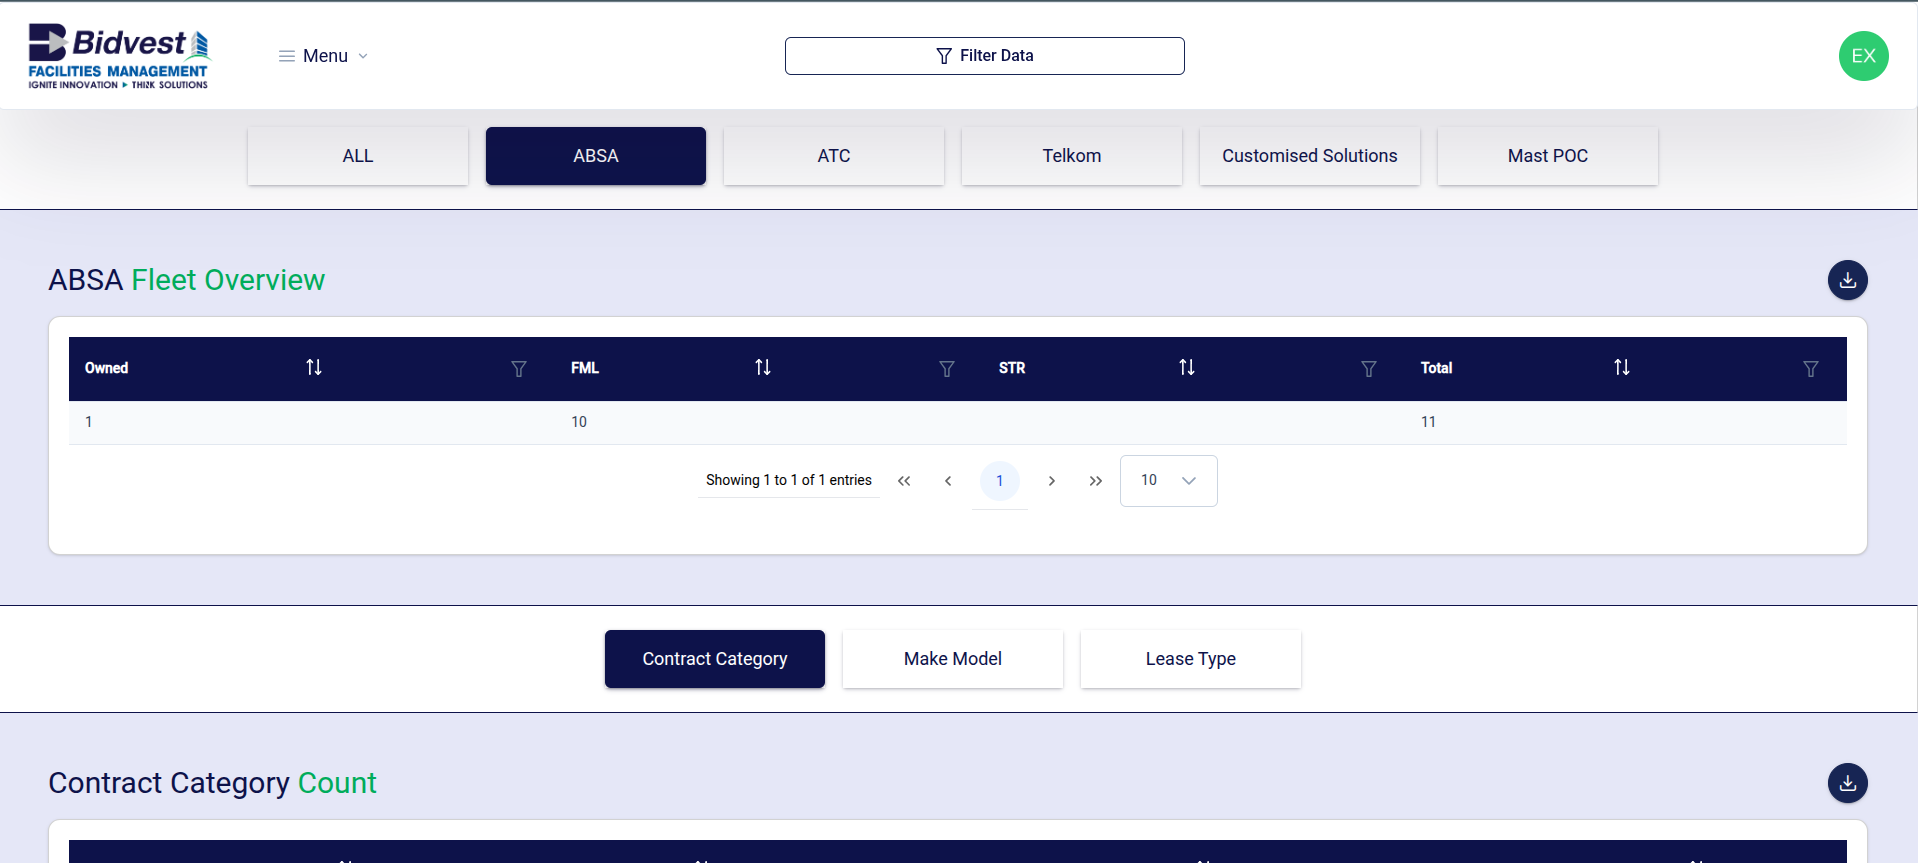 Bidvest
FACILITIES MANAGEMENT
IGNITE INNOVATION ▸ THI2K SOLUTIONS
Menu
Filter Data
EX
ALL
ABSA
ATC
Telkom
Customised Solutions
Mast POC
ABSA Fleet Overview
Owned FML STR Total
1 10 11
Showing 1 to 1 of 1 entries « ‹ 1 › » 10
Contract Category
Make Model
Lease Type
Contract Category Count